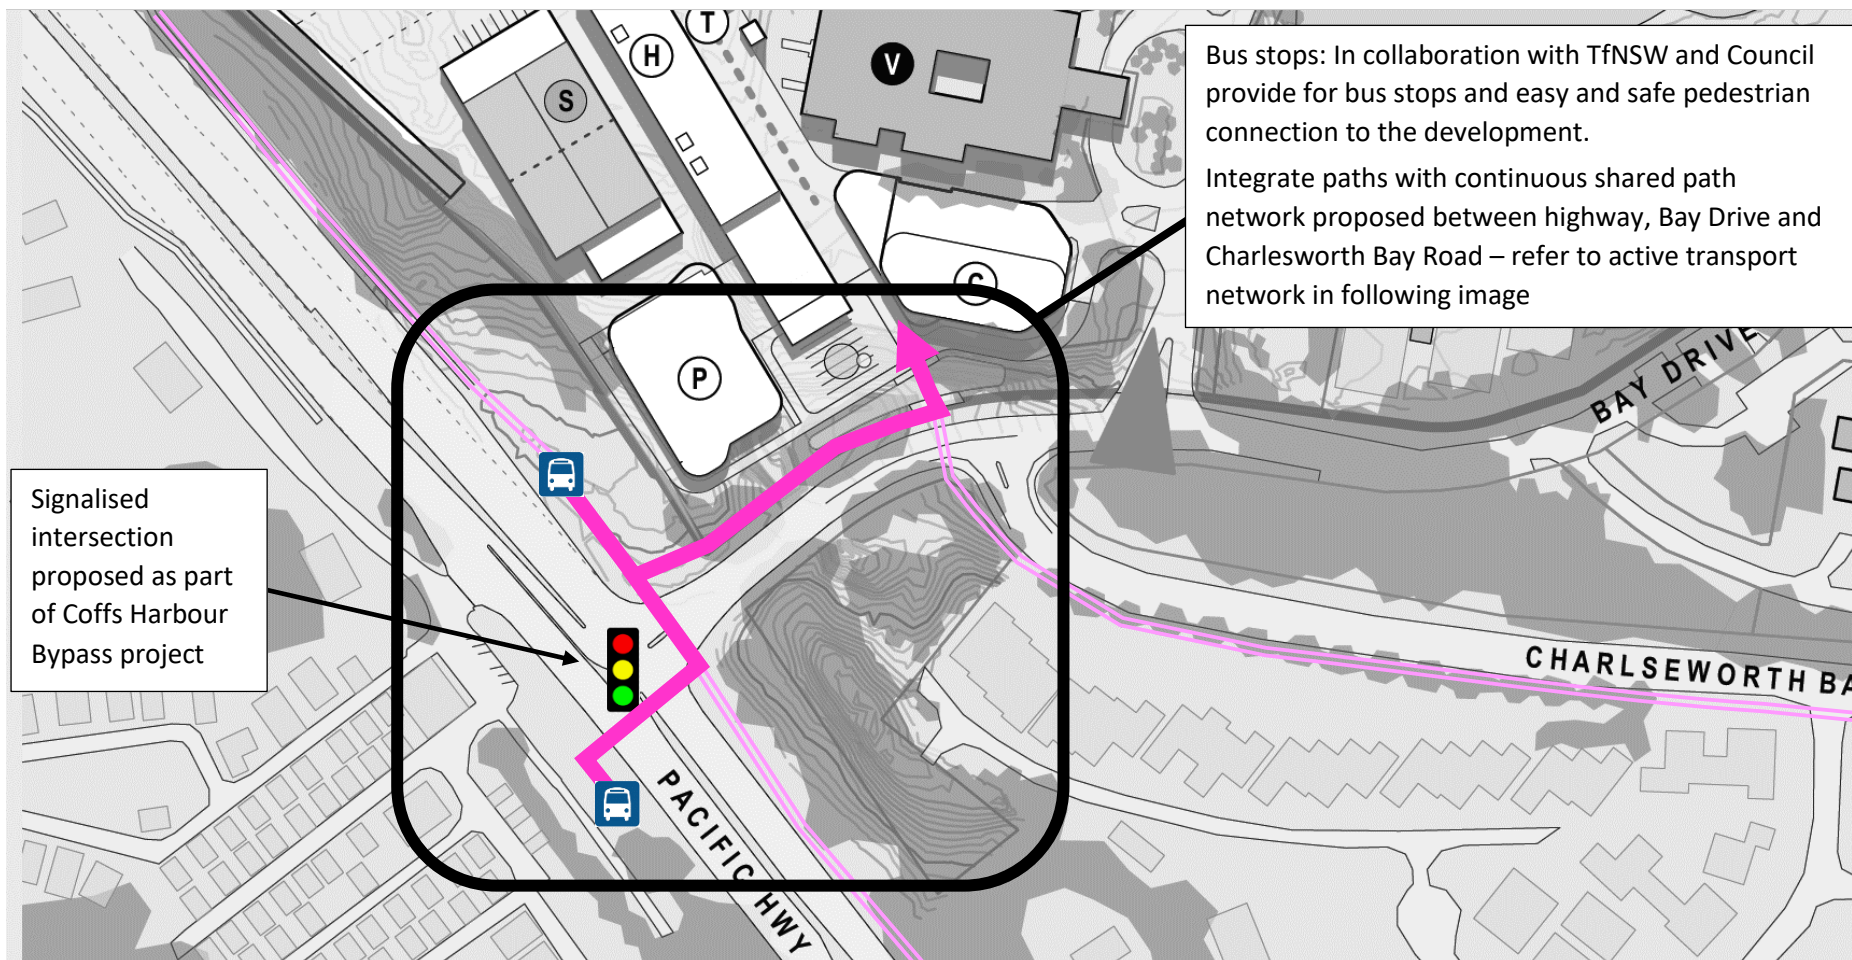 T
H
V
S
Bus stops: In collaboration with TfNSW and Council
provide for bus stops and easy and safe pedestrian
connection to the development.
Integrate paths with continuous shared path
network proposed between highway, Bay Drive and
Charlesworth Bay Road – refer to active transport
network in following image
C
P
BAY DRIVE
Signalised
intersection
proposed as part
of Coffs Harbour
Bypass project
CHARLSEWORTH BA
PACIFIC HWY